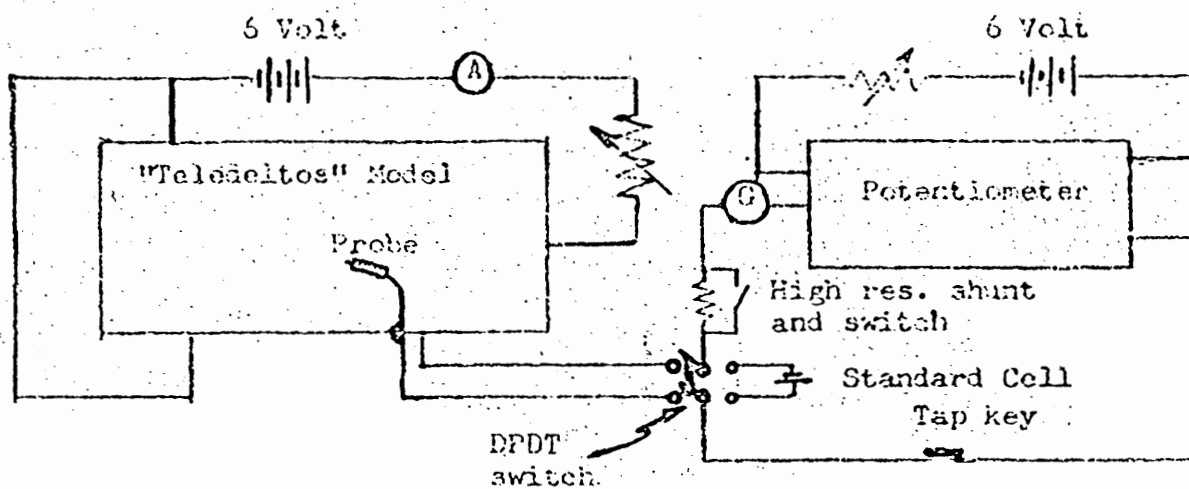 6 Volt
6 Volt
A
"Teledeltos" Model
Potentiometer
G
Probe
High res. shunt
and switch
Standard Cell
Tap key
DPDT
switch